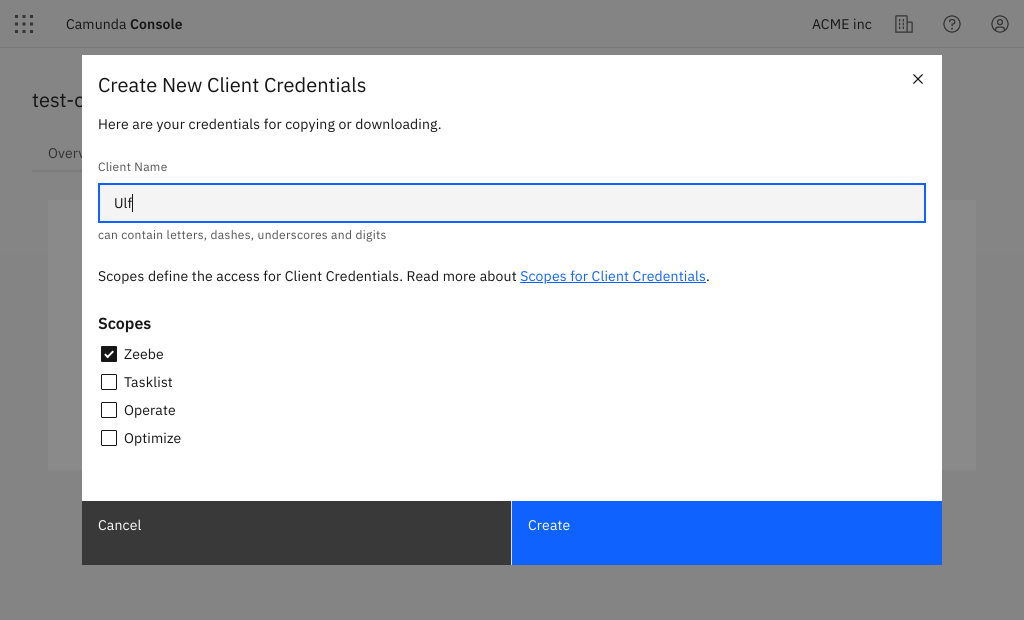 Camunda Console
ACME inc
Create New Client Credentials
Here are your credentials for copying or downloading.
Client Name
Ulf
can contain letters, dashes, underscores and digits
Scopes define the access for Client Credentials. Read more about Scopes for Client Credentials.
Scopes
Zeebe
Tasklist
Operate
Optimize
Cancel
Create